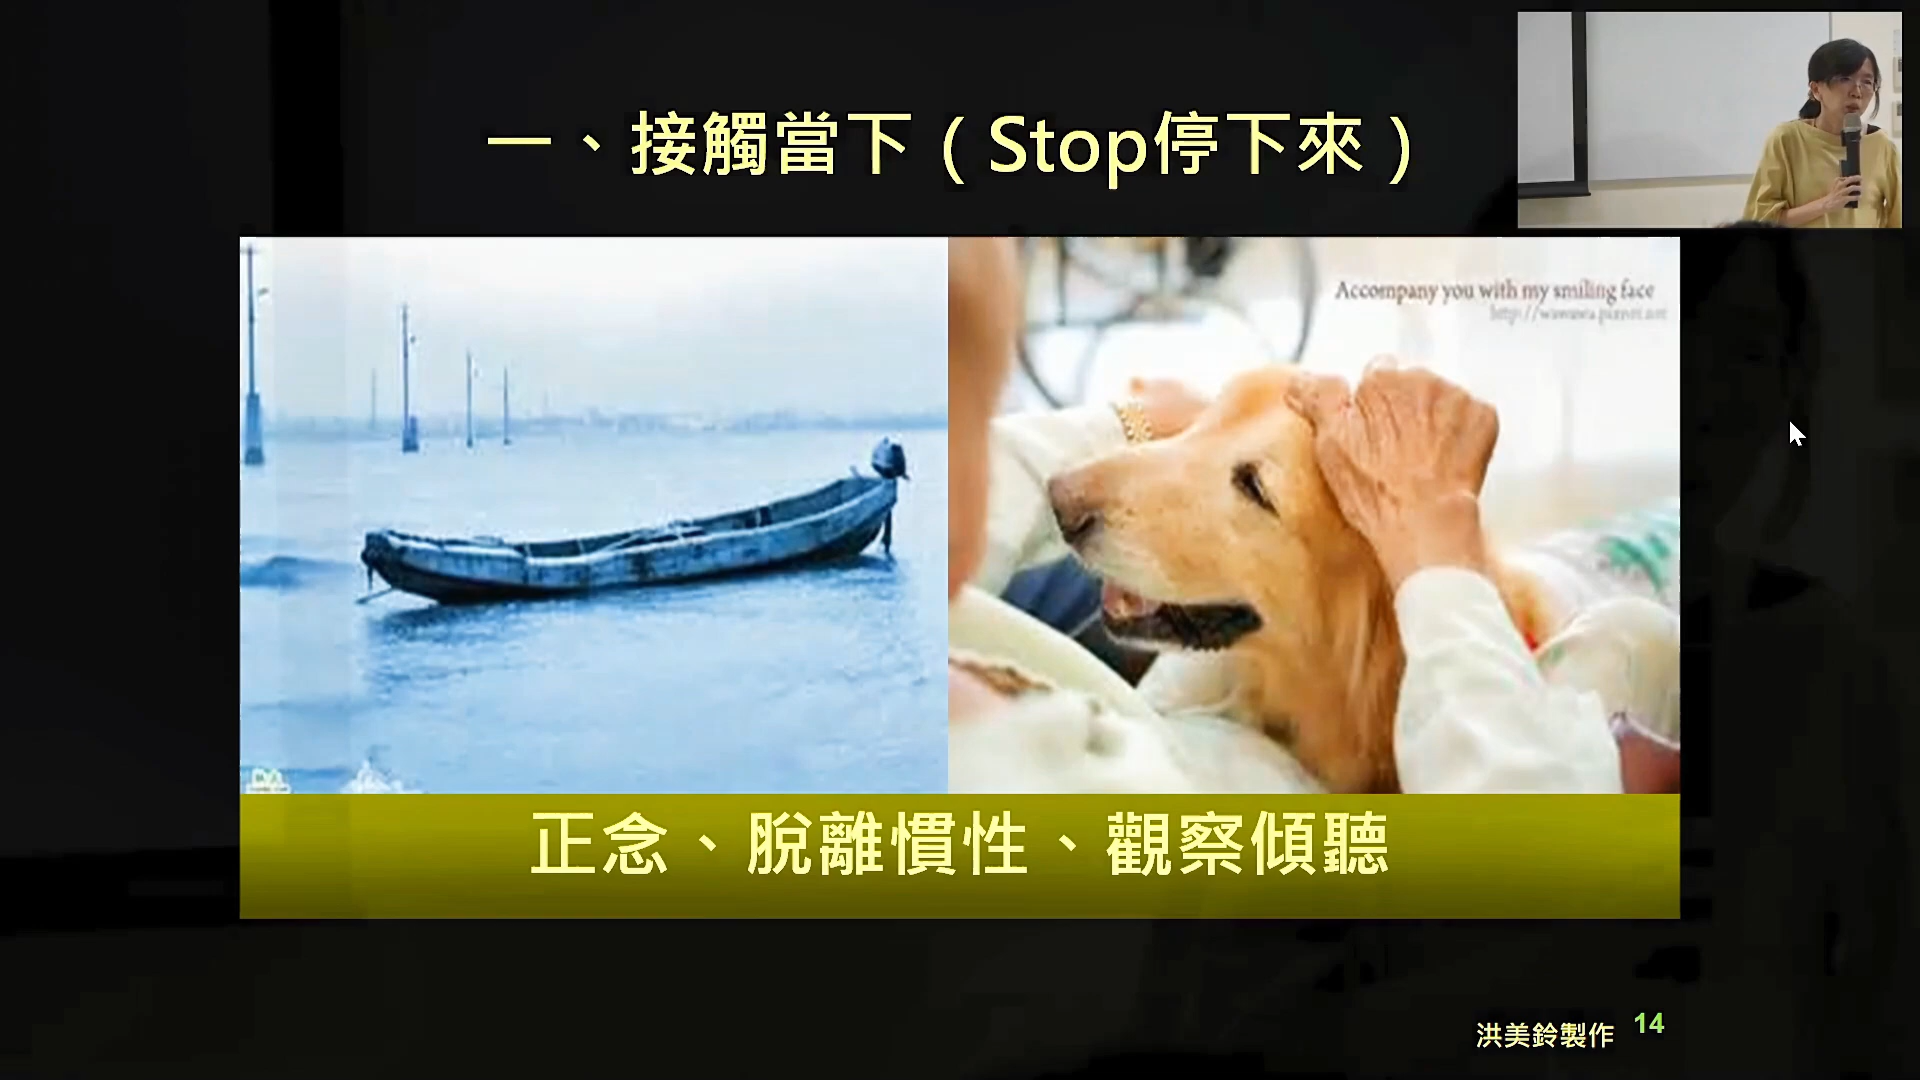 一、接觸當下（Stop停下來）
Accompany you with my smiling face
正念、脫離慣性、觀察傾聽
洪美鈴製作
14